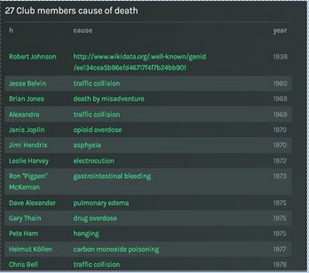 27 Club members cause of death
h cause year
Robert Johnson http://www.wikidata.org/.well-known/genid 1938
Jesse Belvin traffic collision 1960
Brian Jones death by misadventure 1969
Alexandra traffic collision 1969
Janis Joplin opioid overdose 1970
Jimi Hendrix asphyxia 1970
Leslie Harvey electrocution 1972
Ron "Pigpen" gastrointestinal bleeding 1973
McKernan
Dave Alexander pulmonary edema 1975
Gary Thain drug overdose 1975
Pete Ham hanging 1975
Helmut Köllen carbon monoxide poisoning 1977
Chris Bell traffic collision 1978